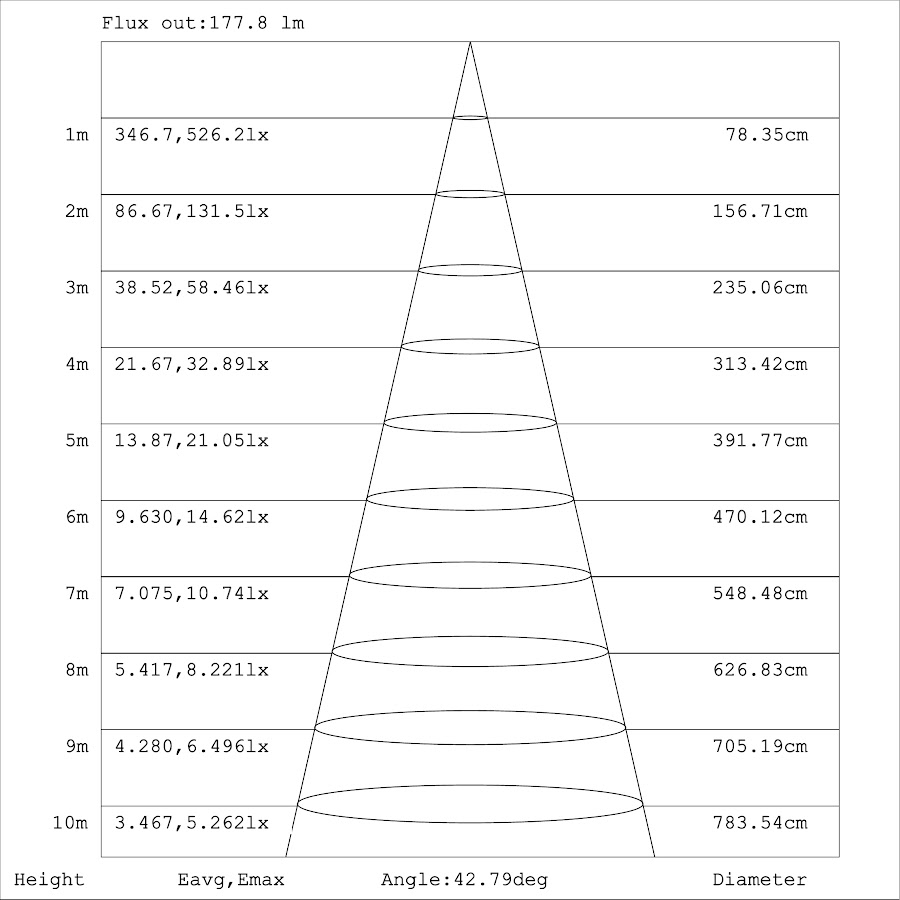 Flux out:177.8 lm
1m 346.7,526.2lx 78.35cm
2m 86.67,131.5lx 156.71cm
3m 38.52,58.46lx 235.06cm
4m 21.67,32.89lx 313.42cm
5m 13.87,21.05lx 391.77cm
6m 9.630,14.62lx 470.12cm
7m 7.075,10.74lx 548.48cm
8m 5.417,8.221lx 626.83cm
9m 4.280,6.496lx 705.19cm
10m 3.467,5.262lx 783.54cm
Height Eavg,Emax Angle:42.79deg Diameter